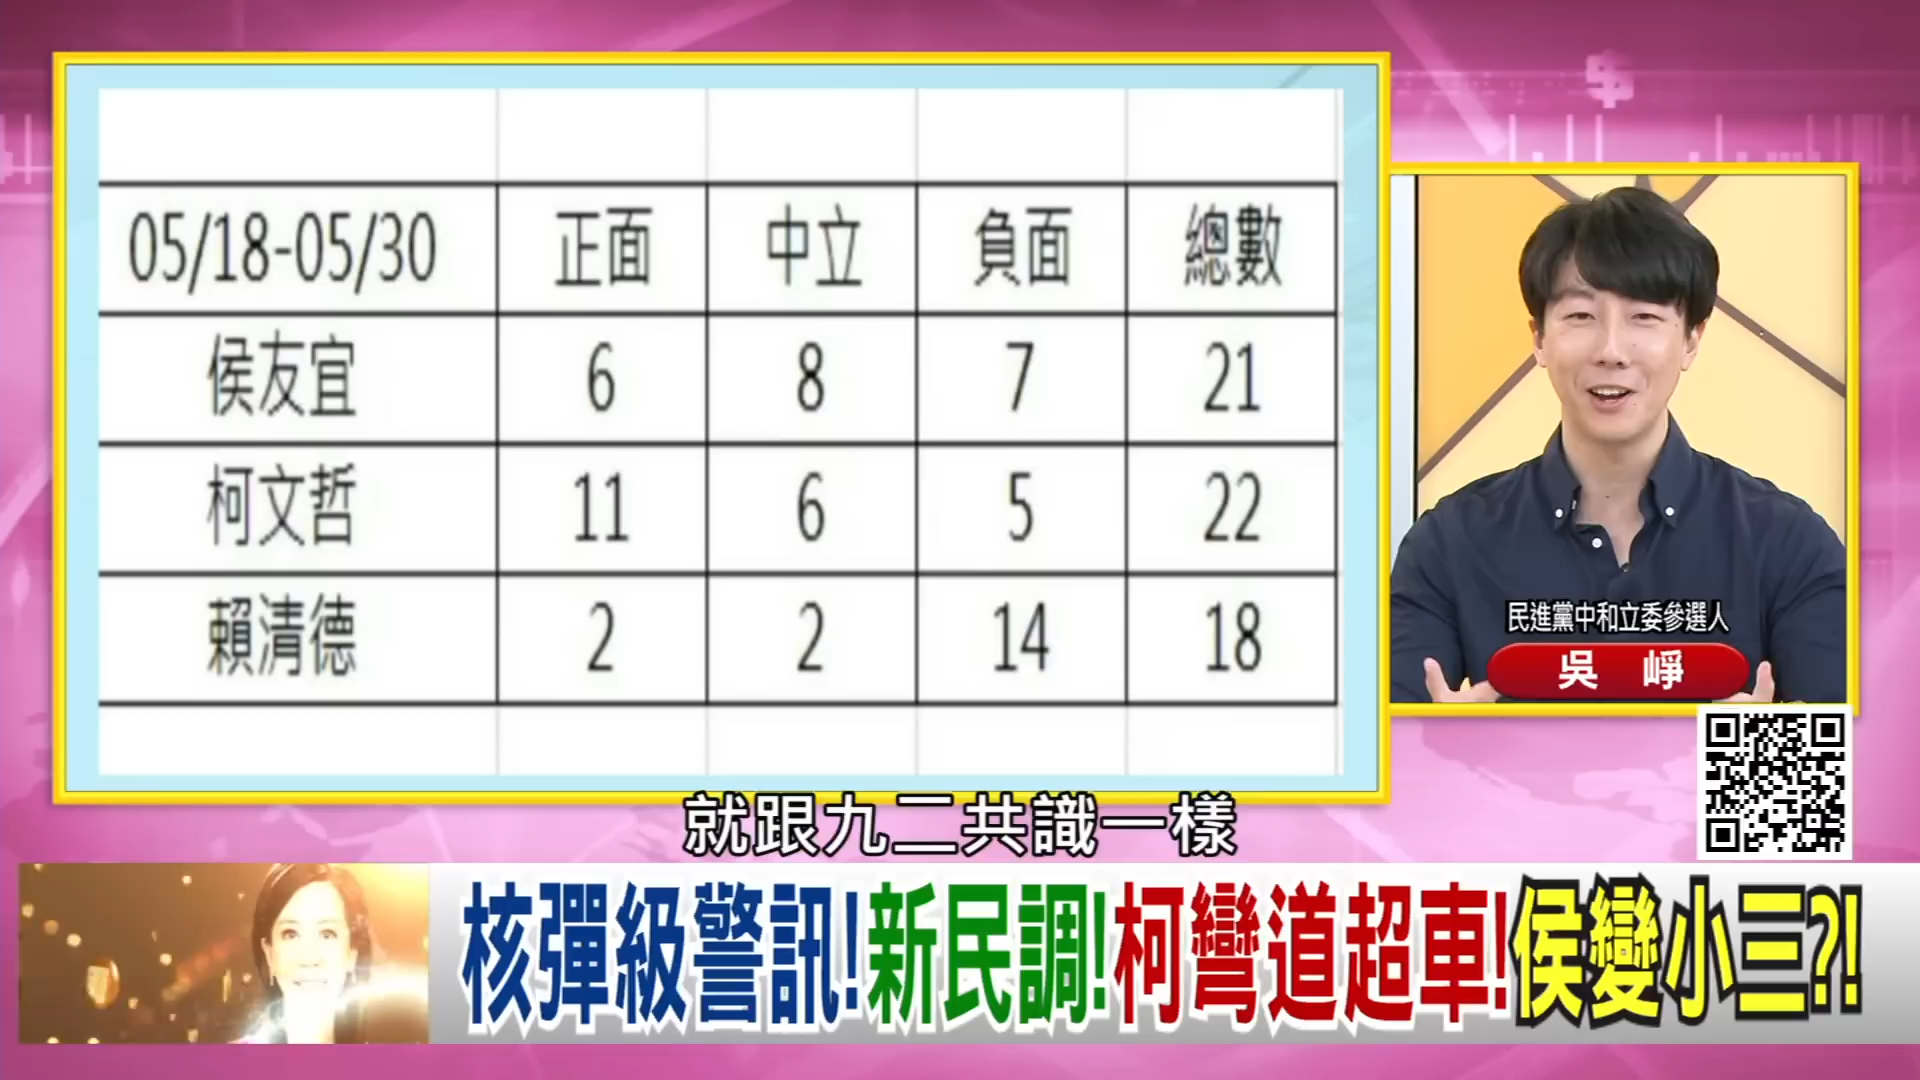 05/18-05/30 正面 中立 負面 總數
侯友宜 6 8 7 21
柯文哲 11 6 5 22
賴清德 2 2 14 18
民進黨中和立委參選人
吳 崢
就跟九二共識一樣
核彈級警訊!新民調!柯彎道超車!侯變小三?!